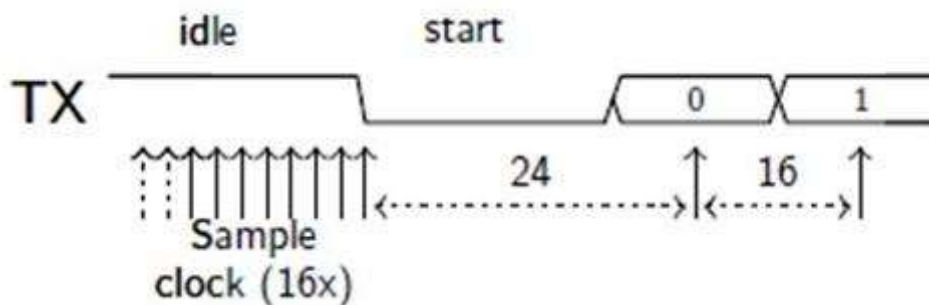 idle start
TX
0 1
24 16
Sample
clock (16x)